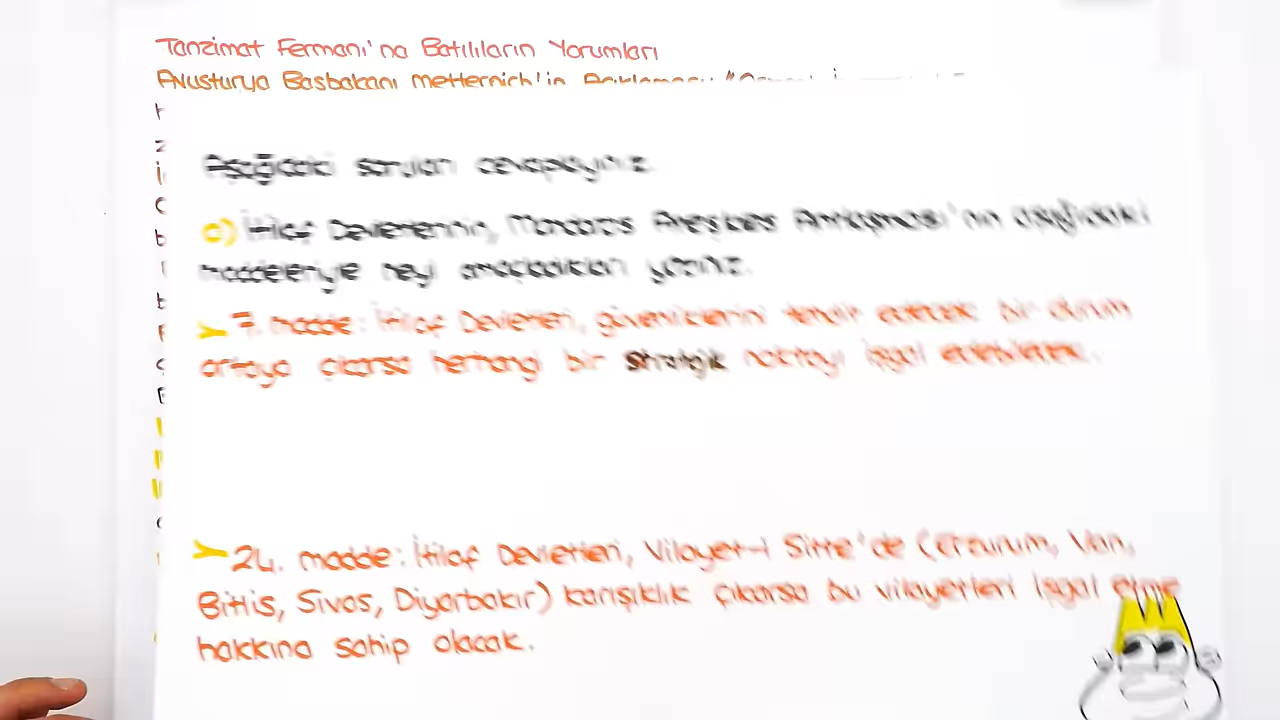 Tanzimat Fermanı'na Batılıların Yorumları
Avusturya Başbakanı Metternich'in
Aşağıdaki soruları cevaplayınız.
c) İtilaf Devletlerinin, Mondros Ateşkes Antlaşması'nın aşağıdaki
maddeleriyle neyi amaçladıkları yazınız.
➤ 7. madde: İtilaf Devletleri, güvenliklerini tehdit edecek bir durum
ortaya çıkarsa herhangi bir stratejik noktayı işgal edebilecek.
➤ 24. madde: İtilaf Devletleri, Vilayet-i Sitte'de (Erzurum, Van,
Bitlis, Sivas, Diyarbakır) karışıklık çıkarsa bu vilayetleri işgal etme
hakkına sahip olacak.